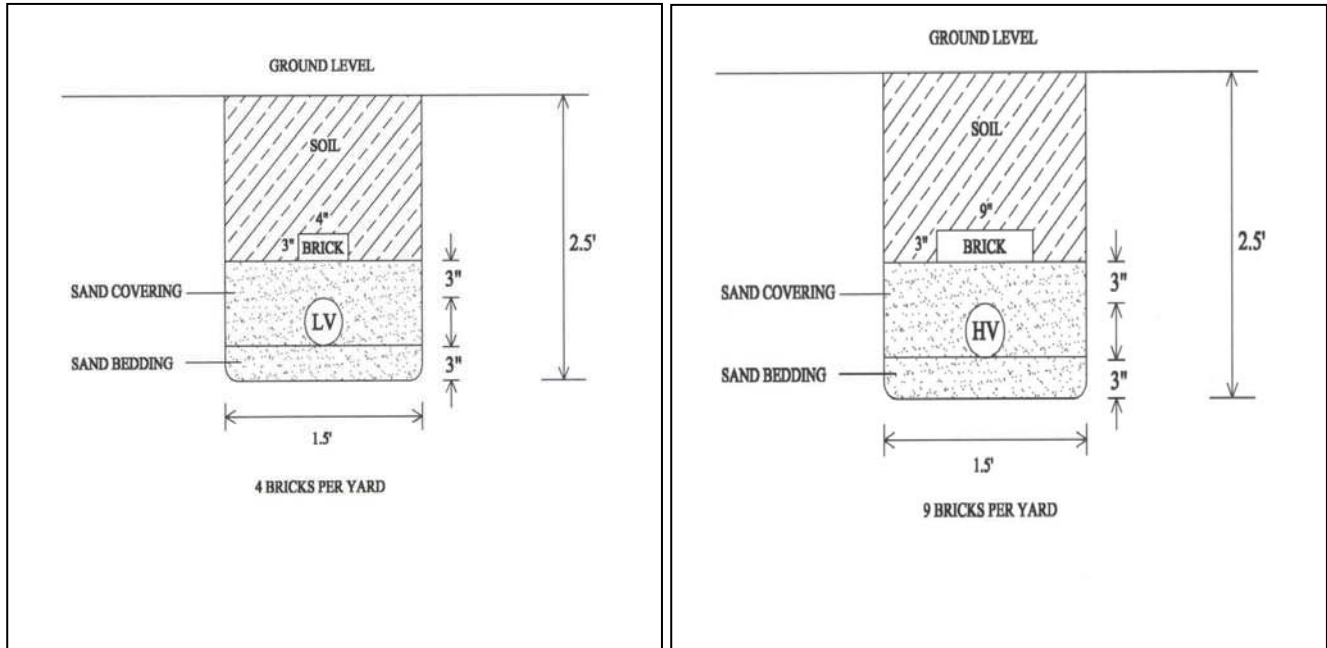 GROUND LEVEL
SOIL
4"
3" BRICK
2.5'
SAND COVERING
3"
LV
SAND BEDDING
3"
1.5'
4 BRICKS PER YARD
GROUND LEVEL
SOIL
9"
3" BRICK
2.5'
SAND COVERING
3"
HV
SAND BEDDING
3"
1.5'
9 BRICKS PER YARD